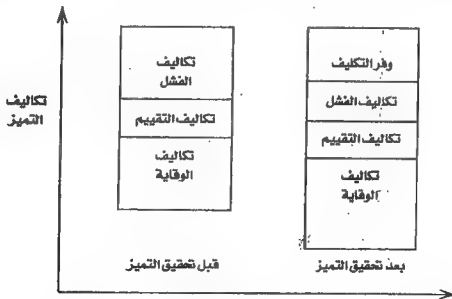 تكاليف
التميز
تكاليف
الفشل
تكاليف التقييم
تكاليف
الوقاية
قبل تحقيق التميز
وفر التكليف
تكاليف الفشل
تكاليف التقييم
تكاليف
الوقاية
بعد تحقيق التميز